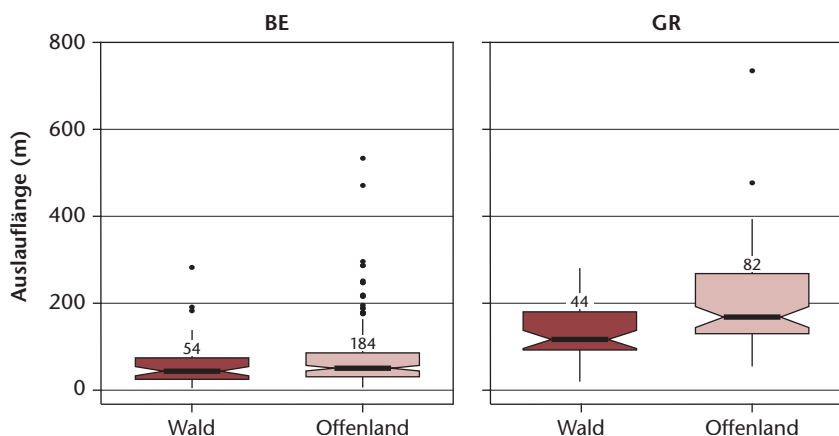 BE
GR
Auslauflänge (m)
800
600
400
200
0
54
184
44
82
Wald
Offenland
Wald
Offenland